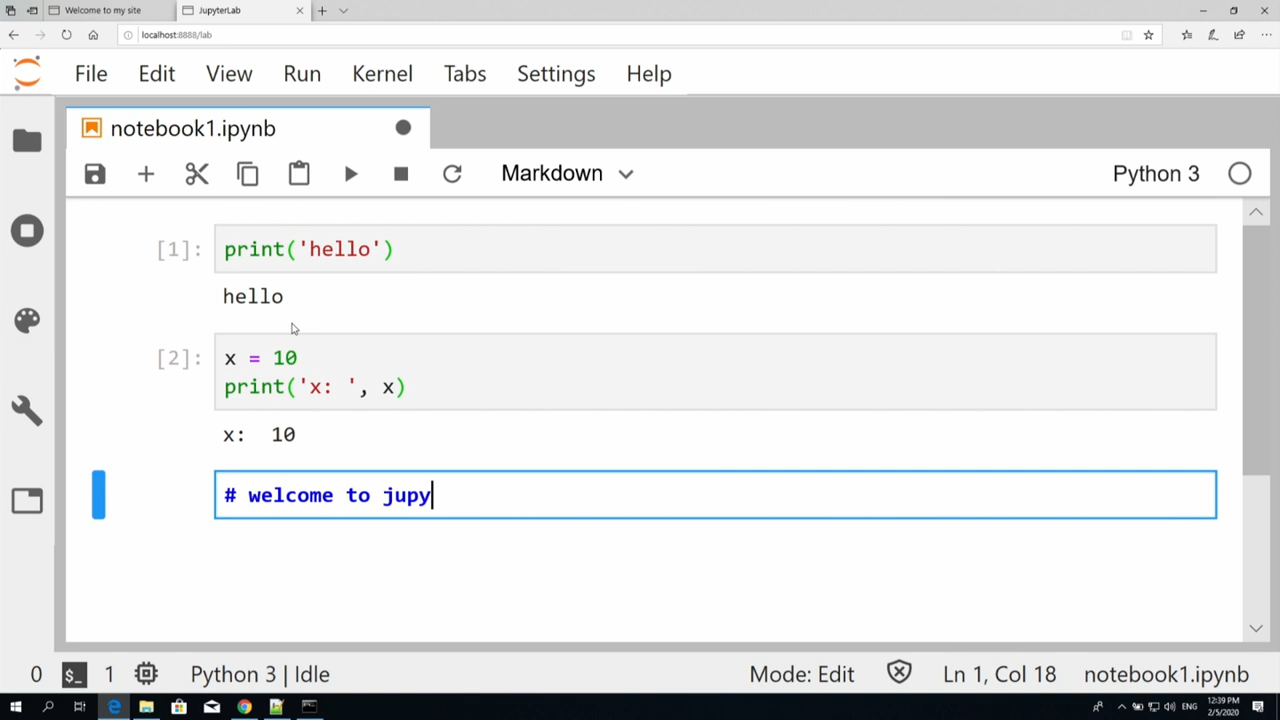 Welcome to my site
JupyterLab
localhost:8888/lab
File Edit View Run Kernel Tabs Settings Help
notebook1.ipynb
Markdown
Python 3
[1]: print('hello')
hello
[2]: x = 10
print('x: ', x)
x:  10
# welcome to jupy
0 $_ 1 Python 3 | Idle Mode: Edit Ln 1, Col 18 notebook1.ipynb
ENG
12:39 PM
2/5/2020